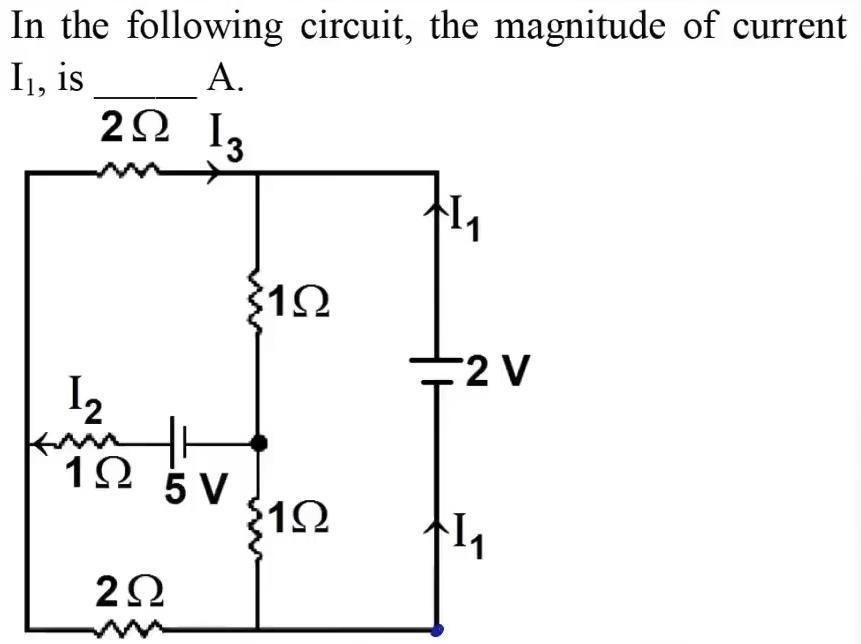 In the following circuit, the magnitude of current
I₁, is _____ A.
2Ω I₃
I₁
1Ω
2 V
I₂
1Ω 5 V
1Ω
I₁
2Ω